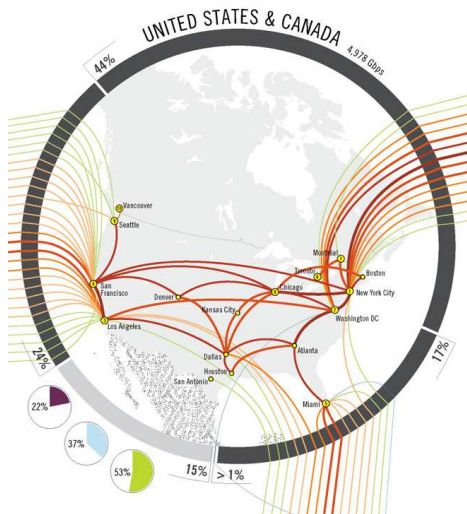 UNITED STATES & CANADA
4,978 Gbps
44%
Vancouver
Seattle
Montréal
Toronto
Boston
San
Francisco
Denver
Chicago
New York City
Kansas City
Washington DC
Los Angeles
Dallas
Atlanta
Houston
San Antonio
Miami
24%
17%
22%
37%
53%
15%
> 1%